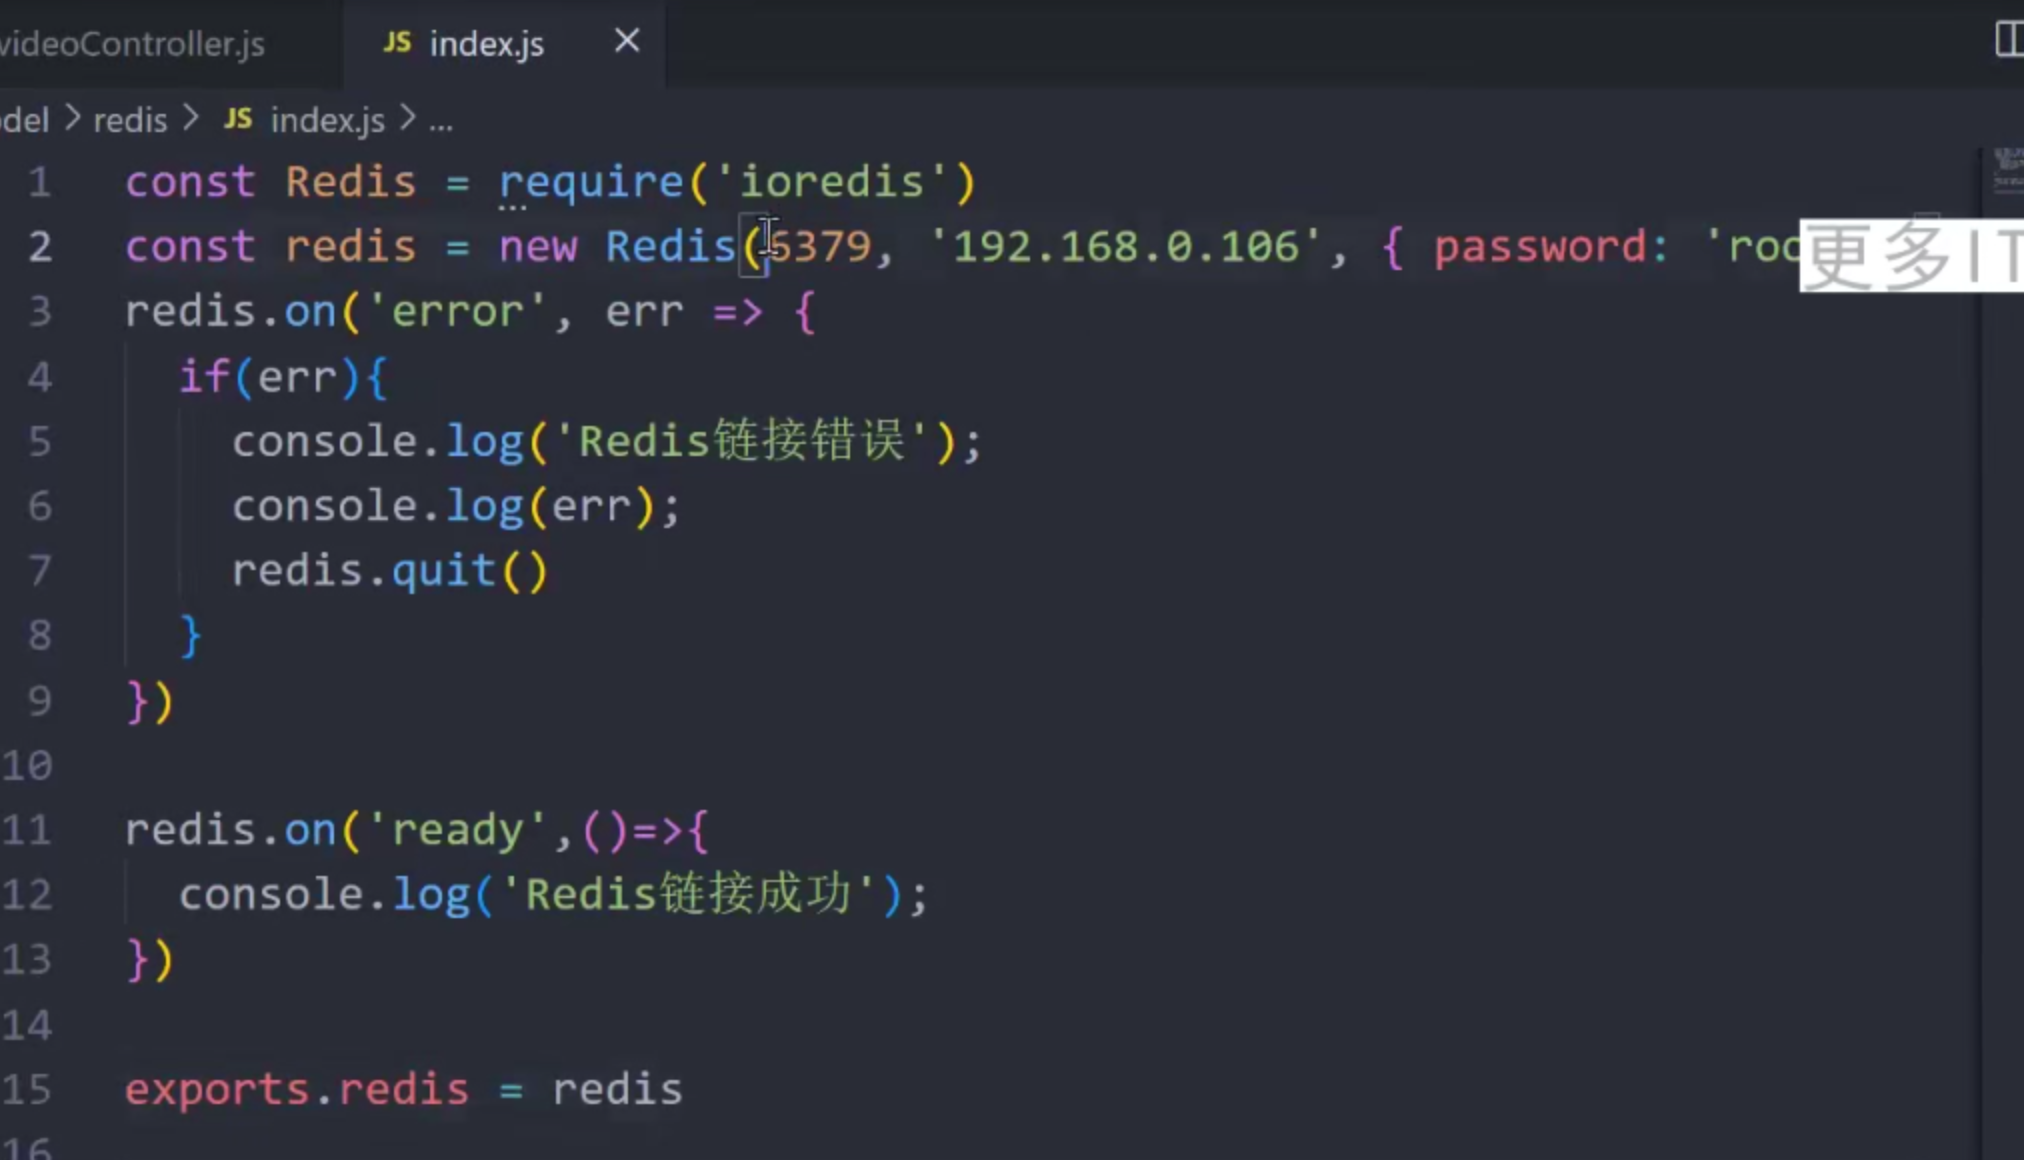 videoController.js JS index.js ×
del > redis > JS index.js > ...
1 const Redis = require('ioredis')
2 const redis = new Redis(6379, '192.168.0.106', { password: 'roo 更多IT
3 redis.on('error', err => {
4 if(err){
5 console.log('Redis链接错误');
6 console.log(err);
7 redis.quit()
8 }
9 })
10
11 redis.on('ready',()=>{
12 console.log('Redis链接成功');
13 })
14
15 exports.redis = redis
16